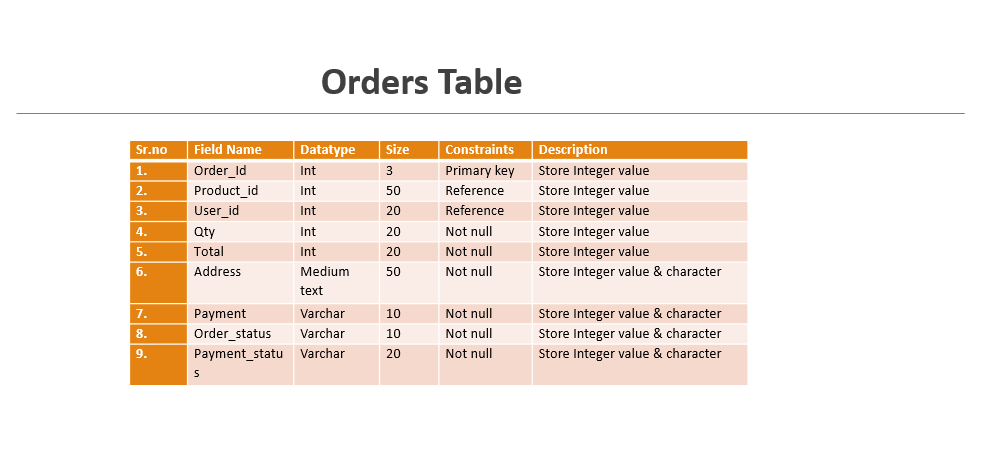 Orders Table
Sr.no Field Name Datatype Size Constraints Description
1. Order_Id Int 3 Primary key Store Integer value
2. Product_id Int 50 Reference Store Integer value
3. User_id Int 20 Reference Store Integer value
4. Qty Int 20 Not null Store Integer value
5. Total Int 20 Not null Store Integer value
6. Address Medium 50 Not null Store Integer value & character
text
7. Payment Varchar 10 Not null Store Integer value & character
8. Order_status Varchar 10 Not null Store Integer value & character
9. Payment_statu Varchar 20 Not null Store Integer value & character
s